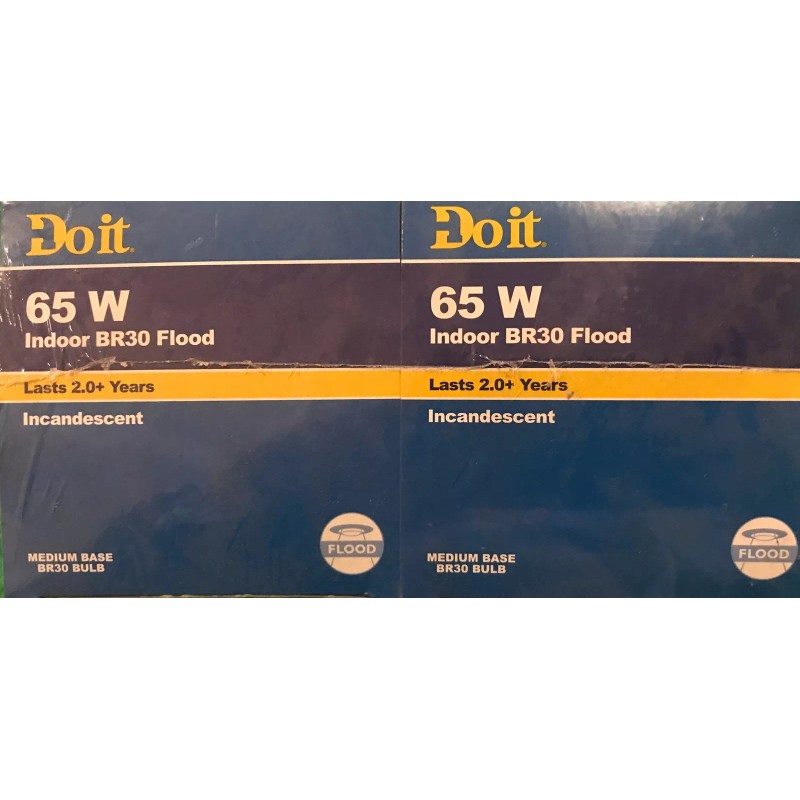 Do it
65 W
Indoor BR30 Flood
Lasts 2.0+ Years
Incandescent
MEDIUM BASE
BR30 BULB
FLOOD
Do it
65 W
Indoor BR30 Flood
Lasts 2.0+ Years
Incandescent
MEDIUM BASE
BR30 BULB
FLOOD